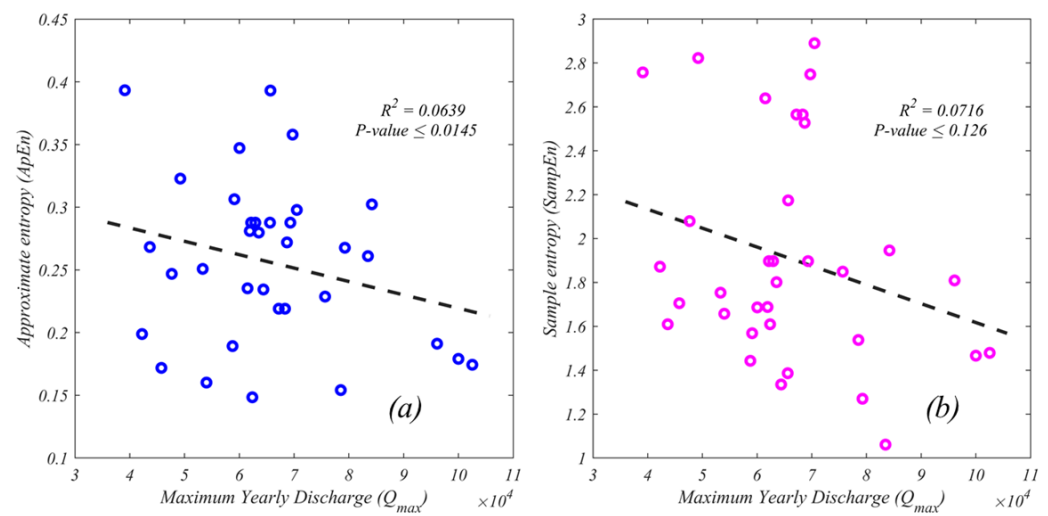 0.45
0.4
0.35
0.3
0.25
0.2
0.15
0.1
Approximate entropy (ApEn)
R² = 0.0639
P-value ≤ 0.0145
(a)
3 4 5 6 7 8 9 10 11
×10⁴
Maximum Yearly Discharge (Qmax)
3
2.8
2.6
2.4
2.2
2
1.8
1.6
1.4
1.2
1
Sample entropy (SampEn)
R² = 0.0716
P-value ≤ 0.126
(b)
3 4 5 6 7 8 9 10 11
×10⁴
Maximum Yearly Discharge (Qmax)